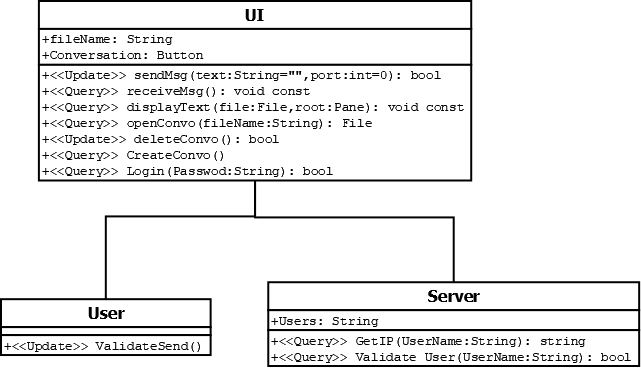 UI
+fileName: String
+Conversation: Button
+<<Update>> sendMsg(text:String="",port:int=0): bool
+<<Query>> receiveMsg(): void const
+<<Query>> displayText(file:File,root:Pane): void const
+<<Query>> openConvo(fileName:String): File
+<<Update>> deleteConvo(): bool
+<<Query>> CreateConvo()
+<<Query>> Login(Passwod:String): bool
User
+<<Update>> ValidateSend()
Server
+Users: String
+<<Query>> GetIP(UserName:String): string
+<<Query>> Validate User(UserName:String): bool